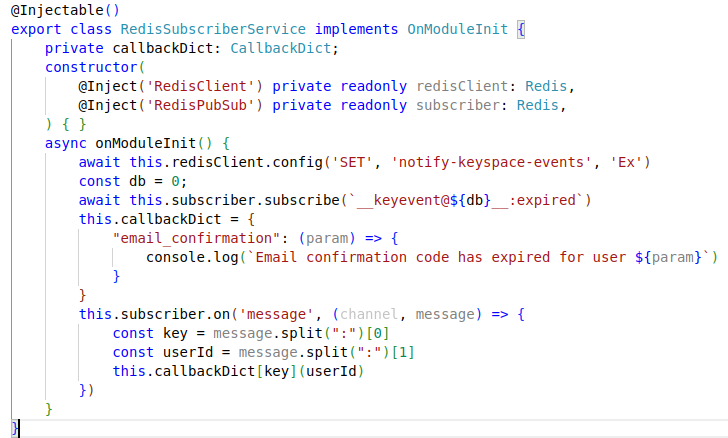 @Injectable()
export class RedisSubscriberService implements OnModuleInit {
    private callbackDict: CallbackDict;
    constructor(
        @Inject('RedisClient') private readonly redisClient: Redis,
        @Inject('RedisPubSub') private readonly subscriber: Redis,
    ) { }
    async onModuleInit() {
        await this.redisClient.config('SET', 'notify-keyspace-events', 'Ex')
        const db = 0;
        await this.subscriber.subscribe(`__keyevent@${db}__:expired`)
        this.callbackDict = {
            "email_confirmation": (param) => {
                console.log(`Email confirmation code has expired for user ${param}`)
            }
        }
        this.subscriber.on('message', (channel, message) => {
            const key = message.split(":")[0]
            const userId = message.split(":")[1]
            this.callbackDict[key](userId)
        })
    }
}